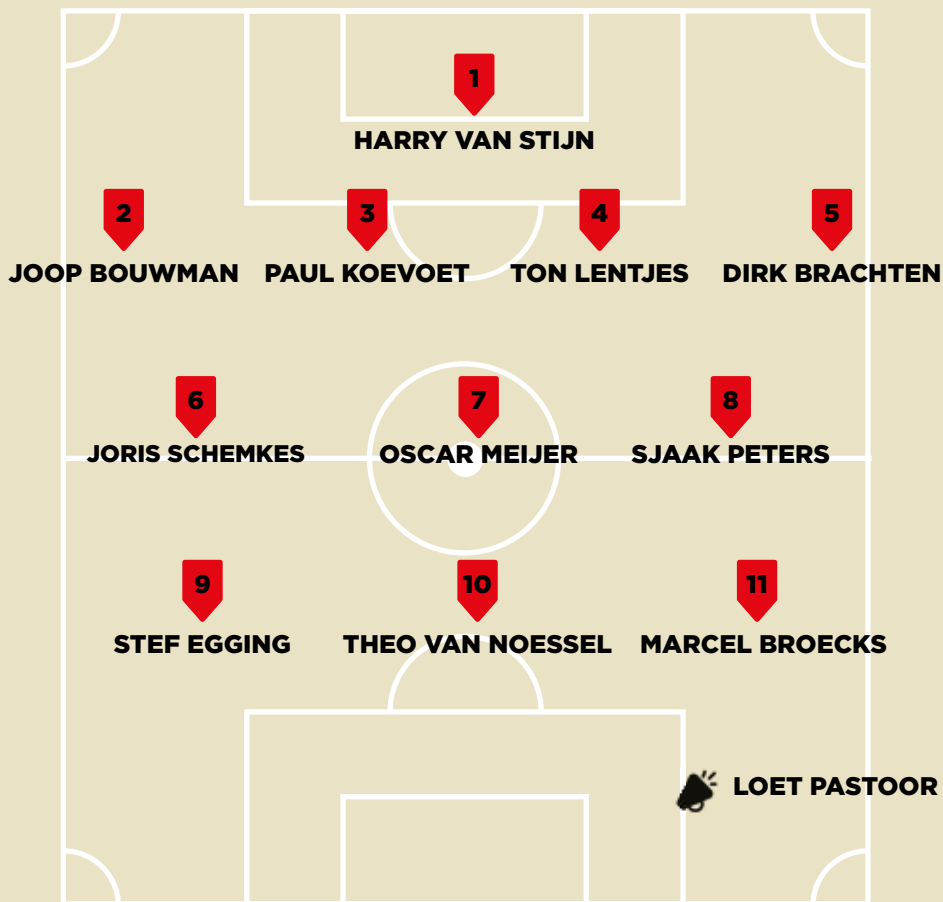 1
HARRY VAN STIJN
2 3 4 5
JOOP BOUWMAN PAUL KOEVOET TON LENTJES DIRK BRACHTEN
6 7 8
JORIS SCHEMKES OSCAR MEIJER SJAAK PETERS
9 10 11
STEF EGGING THEO VAN NOESSEL MARCEL BROECKS
LOET PASTOOR